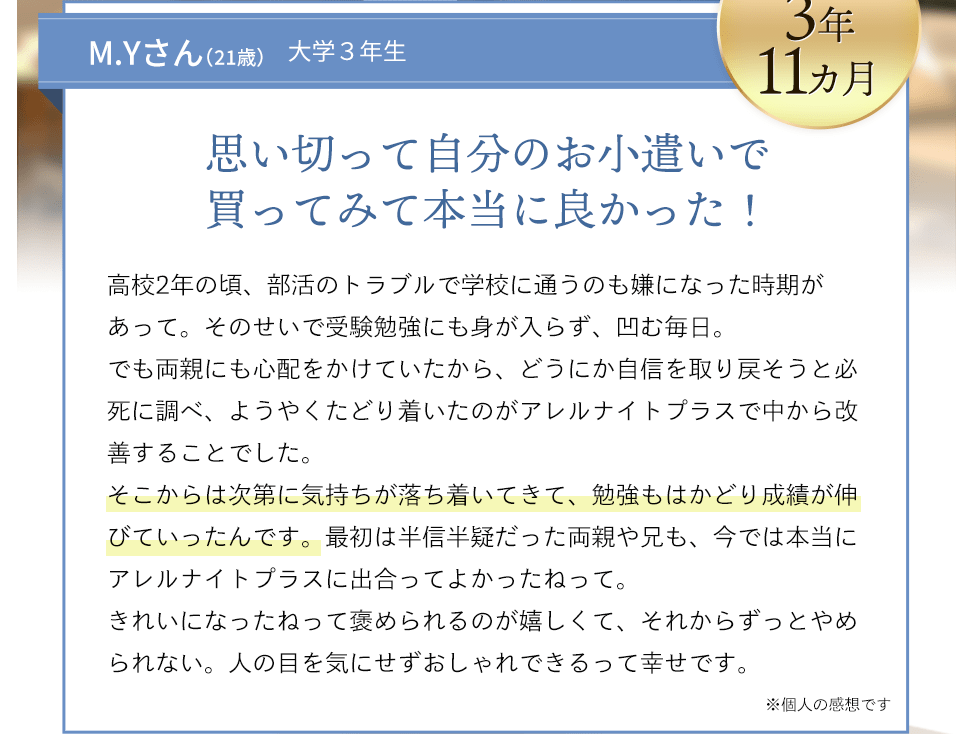 3年
11カ月
M.Yさん（21歳） 大学３年生
思い切って自分のお小遣いで
買ってみて本当に良かった！
高校2年の頃、部活のトラブルで学校に通うのも嫌になった時期が
あって。そのせいで受験勉強にも身が入らず、凹む毎日。
でも両親にも心配をかけていたから、どうにか自信を取り戻そうと必
死に調べ、ようやくたどり着いたのがアレルナイトプラスで中から改
善することでした。
そこからは次第に気持ちが落ち着いてきて、勉強もはかどり成績が伸
びていったんです。最初は半信半疑だった両親や兄も、今では本当に
アレルナイトプラスに出合ってよかったねって。
きれいになったねって褒められるのが嬉しくて、それからずっとやめ
られない。人の目を気にせずおしゃれできるって幸せです。
※個人の感想です